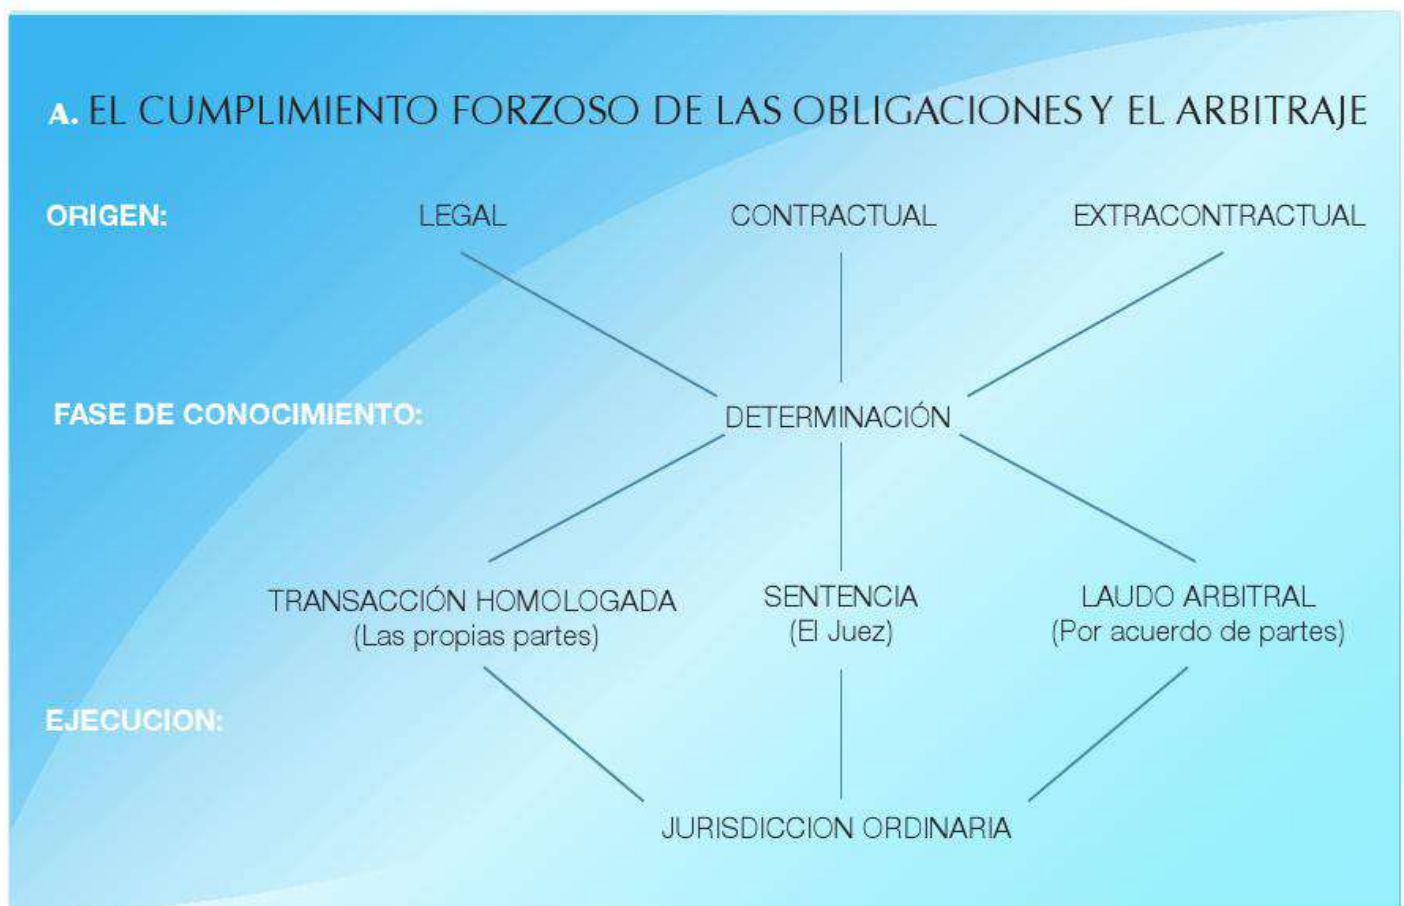 A. EL CUMPLIMIENTO FORZOSO DE LAS OBLIGACIONES Y EL ARBITRAJE
ORIGEN: LEGAL CONTRACTUAL EXTRACONTRACTUAL
FASE DE CONOCIMIENTO: DETERMINACIÓN
TRANSACCIÓN HOMOLOGADA SENTENCIA LAUDO ARBITRAL
(Las propias partes) (El Juez) (Por acuerdo de partes)
EJECUCION:
JURISDICCION ORDINARIA